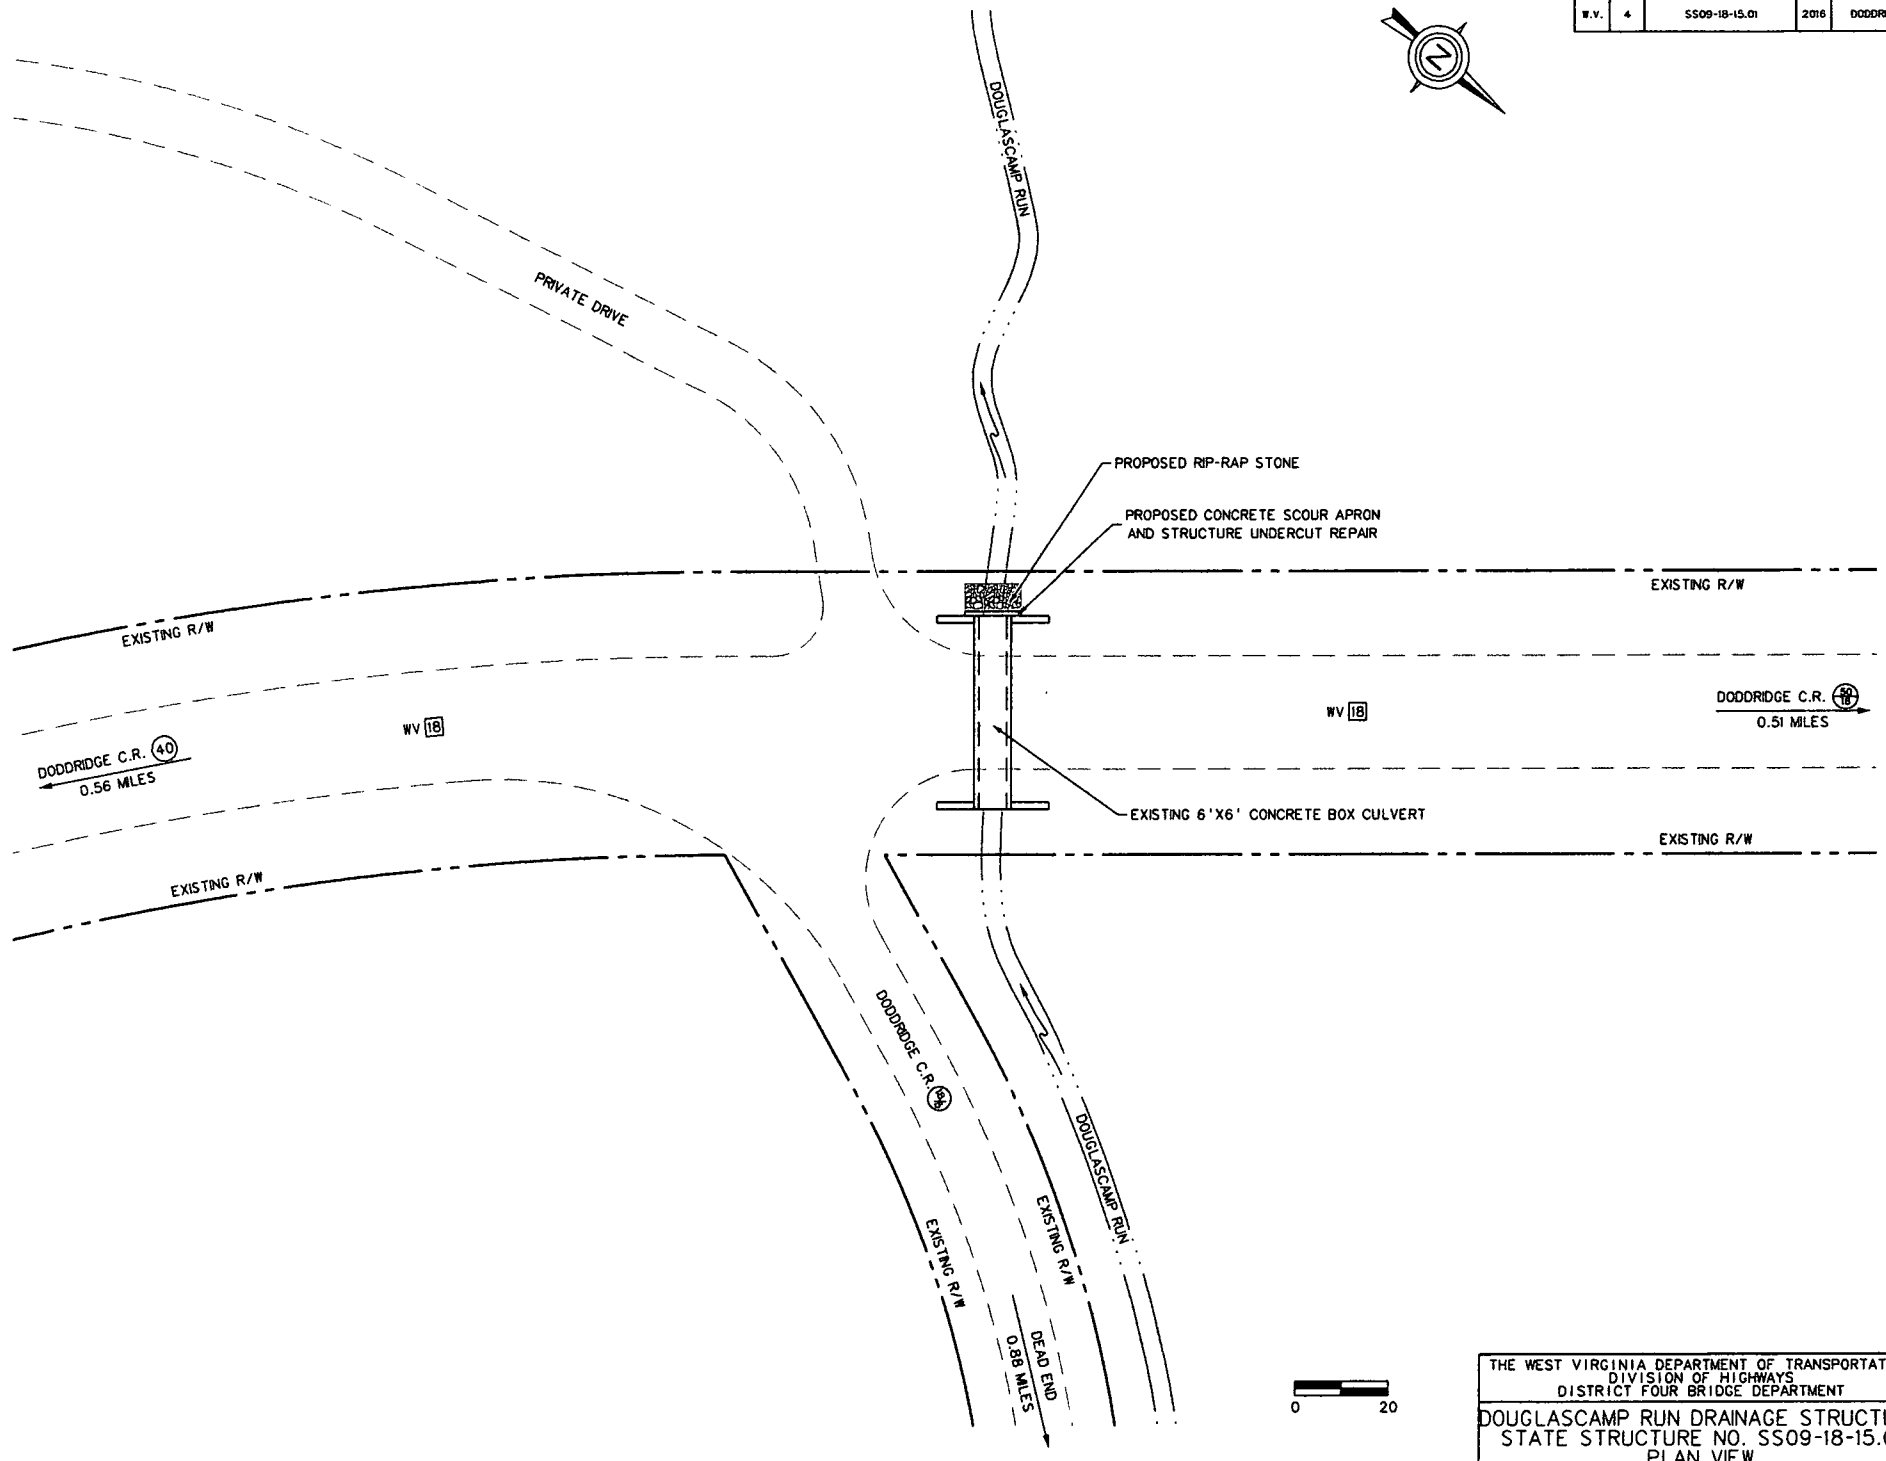 W.V. 4 SS09-18-15.01 2016
N
DOUGLASCAMP RUN
PRIVATE DRIVE
PROPOSED RIP-RAP STONE
PROPOSED CONCRETE SCOUR APRON
AND STRUCTURE UNDERCUT REPAIR
EXISTING R/W
EXISTING R/W
DODDRIDGE C.R. 50/18
0.51 MILES
WV 18
WV 18
DODDRIDGE C.R. 40
0.56 MILES
EXISTING 6'X6' CONCRETE BOX CULVERT
EXISTING R/W
EXISTING R/W
DODDRIDGE C.R.
DOUGLASCAMP RUN
EXISTING R/W
EXISTING R/W
DEAD END
0.88 MILES
0 20
THE WEST VIRGINIA DEPARTMENT OF
DIVISION OF HIGHWAYS
DISTRICT FOUR BRIDGE DEPARTMENT
DOUGLASCAMP RUN DRAINAGE
STATE STRUCTURE NO. SS09-18-15.
PLAN VIEW